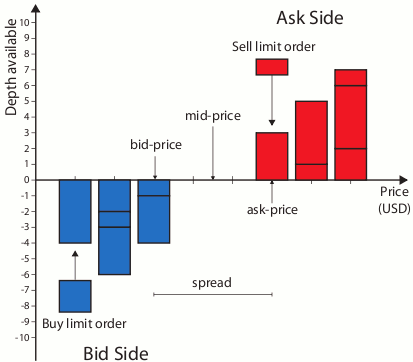 Ask Side
Depth available
10
9
8
7
6
5
4
3
2
1
0
-1
-2
-3
-4
-5
-6
-7
-8
-9
-10
Sell limit order
mid-price
bid-price
Price
(USD)
ask-price
spread
Buy limit order
Bid Side